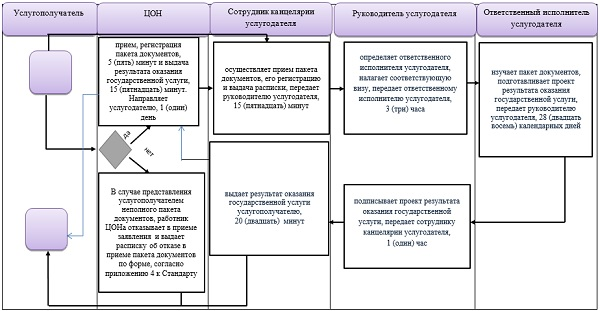 Услугополучатель
ЦОН
Сотрудник канцелярии
услугодателя
Руководитель услугодателя
Ответственный исполнитель
услугодателя
прием, регистрация
пакета документов,
5 (пять) минут и выдача
результата оказания
государственной услуги,
15 (пятнадцать) минут.
Направляет
услугодателю, 1 (один)
день
осуществляет прием пакета
документов, его регистрацию
и выдача расписки, передает
руководителю услугодателя,
15 (пятнадцать) минут
определяет ответственного
исполнителя услугодателя,
налагает соответствующую
визу, передает ответственному
исполнителю услугодателя,
3 (три) часа
изучает пакет документов,
подготавливает проект
результата оказания
государственной услуги,
передает руководителю
услугодателя, 28 (двадцать
восемь) календарных дней
да
нет
В случае представления
услугополучателем
неполного пакета
документов, работник
ЦОНа отказывает в приеме
заявления и выдает
расписку об отказе в
приеме пакета документов
по форме, согласно
приложению 4 к Стандарту
выдает результат оказания
государственной услуги
услугополучателю,
20 (двадцать) минут
подписывает проект результата
оказания государственной
услуги, передает сотруднику
канцелярии услугодателя,
1 (один) час